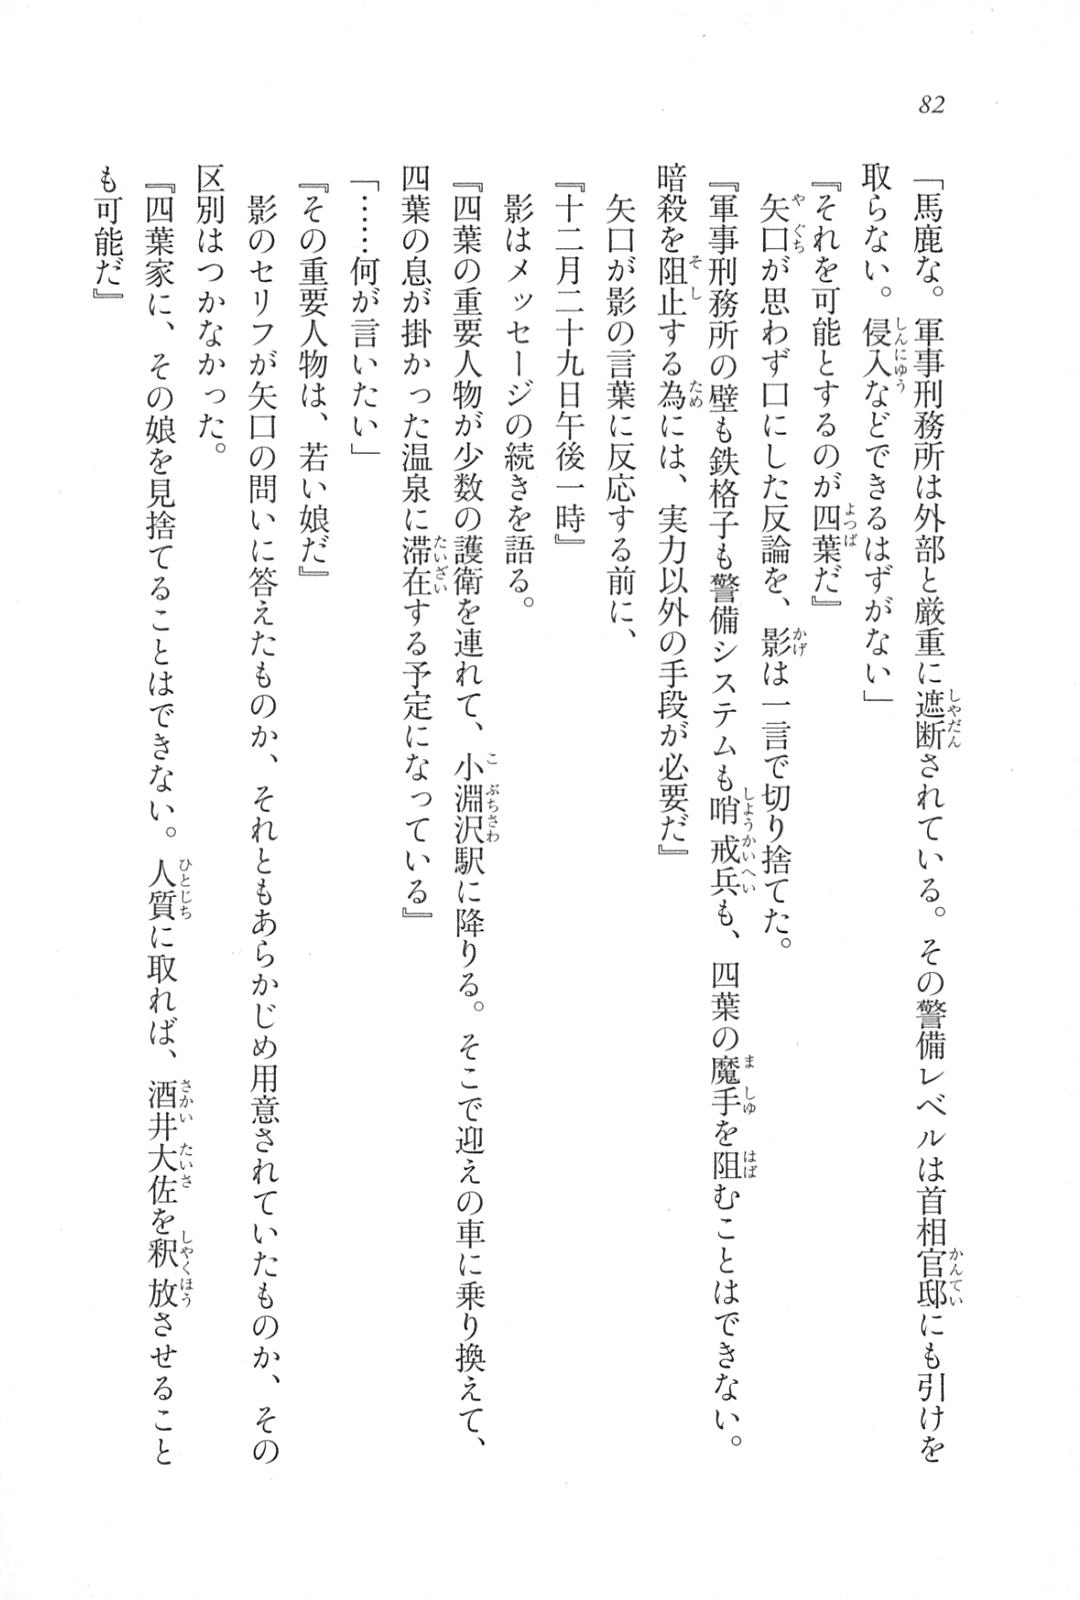 82
「馬鹿な。軍事刑務所は外部と厳重に遮断されている。その警備レベルは首相官邸にも引けを
取らない。侵入などできるはずがない」
『それを可能とするのが四葉だ』
矢口が思わず口にした反論を、影は一言で切り捨てた。
『軍事刑務所の壁も鉄格子も警備システムも哨戒兵も、四葉の魔手を阻むことはできない。
暗殺を阻止する為には、実力以外の手段が必要だ』
矢口が影の言葉に反応する前に、
『十二月二十九日午後一時』
影はメッセージの続きを語る。
『四葉の重要人物が少数の護衛を連れて、小淵沢駅に降りる。そこで迎えの車に乗り換えて、
四葉の息が掛かった温泉に滞在する予定になっている』
「……何が言いたい」
『その重要人物は、若い娘だ』
影のセリフが矢口の問いに答えたものか、それともあらかじめ用意されていたものか、その
区別はつかなかった。
『四葉家に、その娘を見捨てることはできない。人質に取れば、酒井大佐を釈放させること
も可能だ』